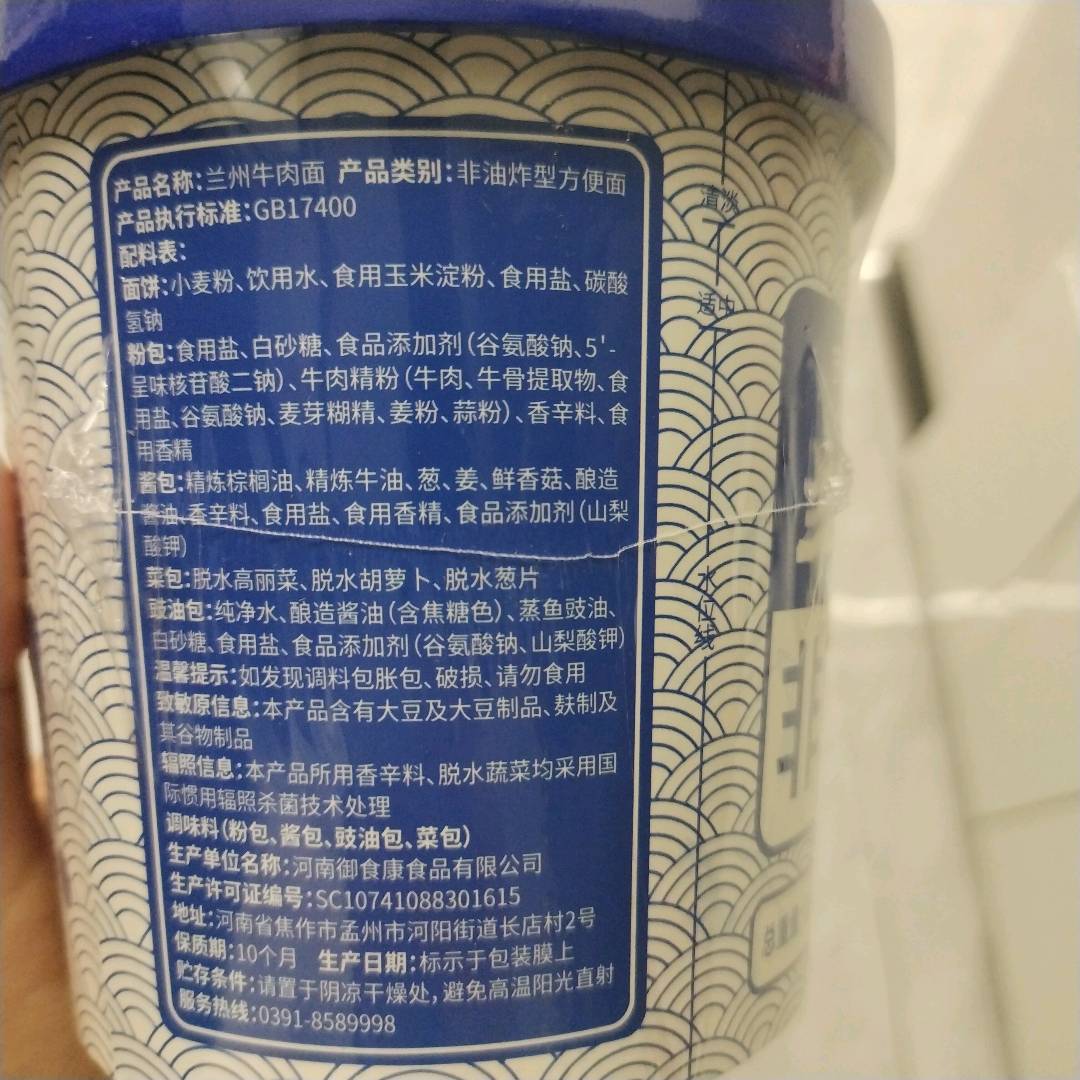 产品名称:兰州牛肉面 产品类别:非油炸型方便面
产品执行标准:GB17400
配料表:
面饼:小麦粉、饮用水、食用玉米淀粉、食用盐、碳酸
氢钠
粉包:食用盐、白砂糖、食品添加剂(谷氨酸钠、5'-
呈味核苷酸二钠)、牛肉精粉(牛肉、牛骨提取物、食
用盐、谷氨酸钠、麦芽糊精、姜粉、蒜粉)、香辛料、食
用香精
酱包:精炼棕榈油、精炼牛油、葱、姜、鲜香菇、酿造
酱油、香辛料、食用盐、食用香精、食品添加剂(山梨
酸钾)
菜包:脱水高丽菜、脱水胡萝卜、脱水葱片
豉油包:纯净水、酿造酱油(含焦糖色)、蒸鱼豉油、
白砂糖、食用盐、食品添加剂(谷氨酸钠、山梨酸钾)
温馨提示:如发现调料包胀包、破损、请勿食用
致敏原信息:本产品含有大豆及大豆制品、麸制及
其谷物制品
辐照信息:本产品所用香辛料、脱水蔬菜均采用国
际惯用辐照杀菌技术处理
调味料(粉包、酱包、豉油包、菜包)
生产单位名称:河南御食康食品有限公司
生产许可证编号:SC10741088301615
地址:河南省焦作市孟州市河阳街道长店村2号
保质期:10个月 生产日期:标示于包装膜上
贮存条件:请置于阴凉干燥处,避免高温阳光直射
服务热线:0391-8589998
清淡
适中
水位线